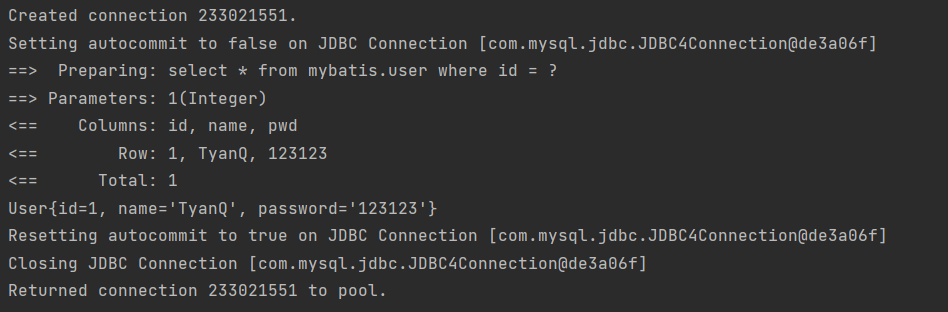 Created connection 233021551.
Setting autocommit to false on JDBC Connection [com.mysql.jdbc.JDBC4Connection@de3a06f]
==>  Preparing: select * from mybatis.user where id = ?
==> Parameters: 1(Integer)
<==    Columns: id, name, pwd
<==        Row: 1, TyanQ, 123123
<==      Total: 1
User{id=1, name='TyanQ', password='123123'}
Resetting autocommit to true on JDBC Connection [com.mysql.jdbc.JDBC4Connection@de3a06f]
Closing JDBC Connection [com.mysql.jdbc.JDBC4Connection@de3a06f]
Returned connection 233021551 to pool.